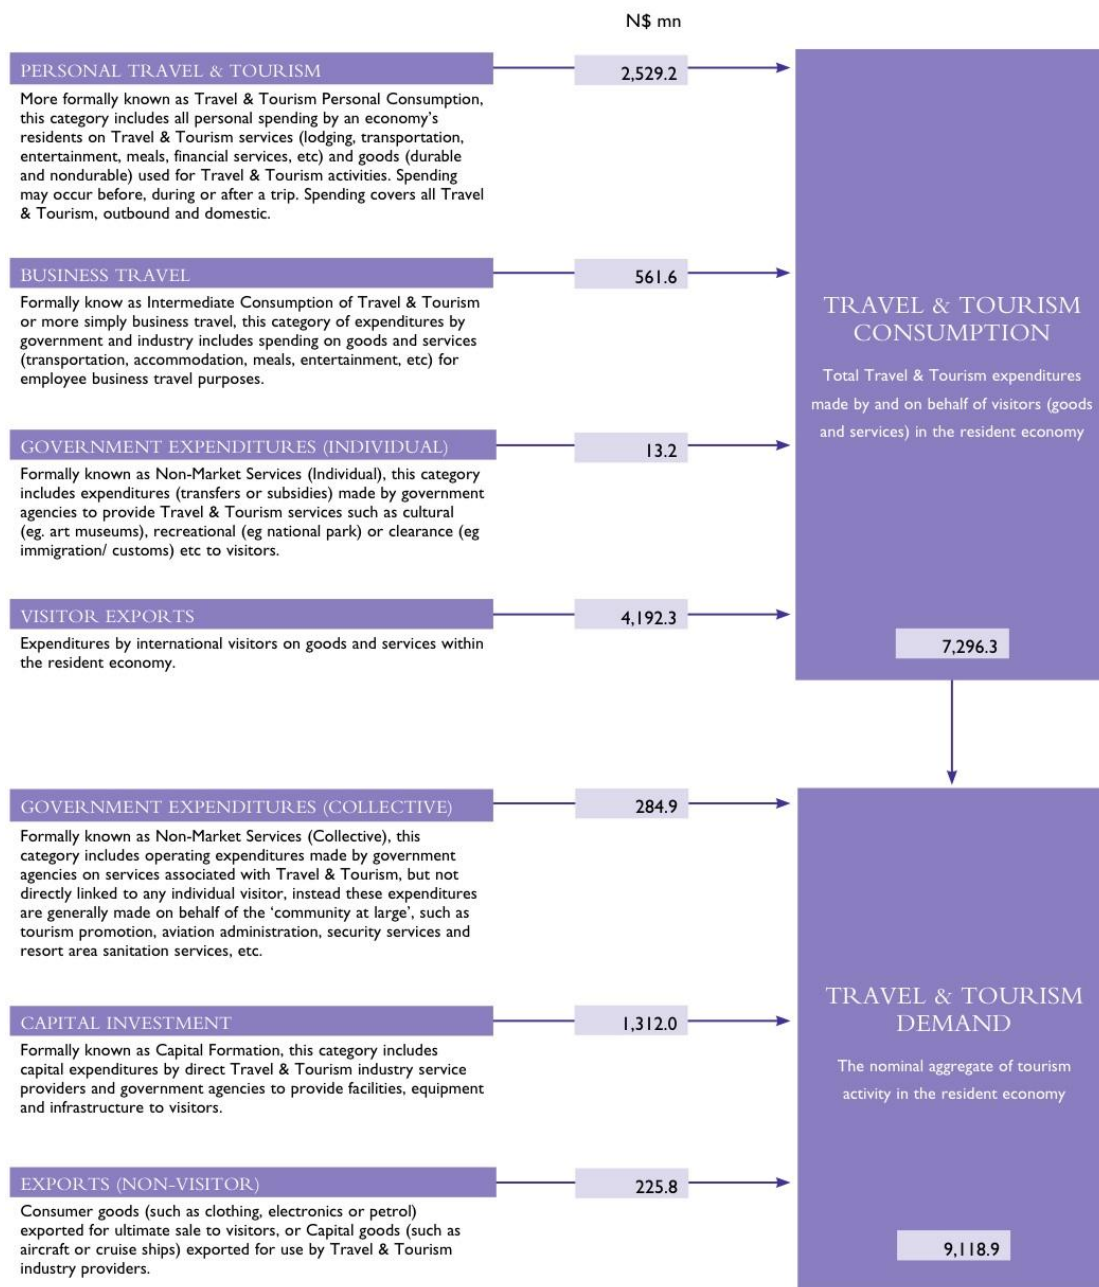 N$ mn
PERSONAL TRAVEL & TOURISM
2,529.2
More formally known as Travel & Tourism Personal Consumption,
this category includes all personal spending by an economy's
residents on Travel & Tourism services (lodging, transportation,
entertainment, meals, financial services, etc) and goods (durable
and nondurable) used for Travel & Tourism activities. Spending
may occur before, during or after a trip. Spending covers all Travel
& Tourism, outbound and domestic.
BUSINESS TRAVEL
561.6
Formally know as Intermediate Consumption of Travel & Tourism
or more simply business travel, this category of expenditures by
government and industry includes spending on goods and services
(transportation, accommodation, meals, entertainment, etc) for
employee business travel purposes.
GOVERNMENT EXPENDITURES (INDIVIDUAL)
13.2
Formally known as Non-Market Services (Individual), this category
includes expenditures (transfers or subsidies) made by government
agencies to provide Travel & Tourism services such as cultural
(eg. art museums), recreational (eg national park) or clearance (eg
immigration/ customs) etc to visitors.
VISITOR EXPORTS
4,192.3
Expenditures by international visitors on goods and services within
the resident economy.
TRAVEL & TOURISM
CONSUMPTION
Total Travel & Tourism expenditures
made by and on behalf of visitors (goods
and services) in the resident economy
7,296.3
GOVERNMENT EXPENDITURES (COLLECTIVE)
284.9
Formally known as Non-Market Services (Collective), this
category includes operating expenditures made by government
agencies on services associated with Travel & Tourism, but not
directly linked to any individual visitor, instead these expenditures
are generally made on behalf of the ‘community at large’, such as
tourism promotion, aviation administration, security services and
resort area sanitation services, etc.
CAPITAL INVESTMENT
1,312.0
Formally known as Capital Formation, this category includes
capital expenditures by direct Travel & Tourism industry service
providers and government agencies to provide facilities, equipment
and infrastructure to visitors.
EXPORTS (NON-VISITOR)
225.8
Consumer goods (such as clothing, electronics or petrol)
exported for ultimate sale to visitors, or Capital goods (such as
aircraft or cruise ships) exported for use by Travel & Tourism
industry providers.
TRAVEL & TOURISM
DEMAND
The nominal aggregate of tourism
activity in the resident economy
9,118.9